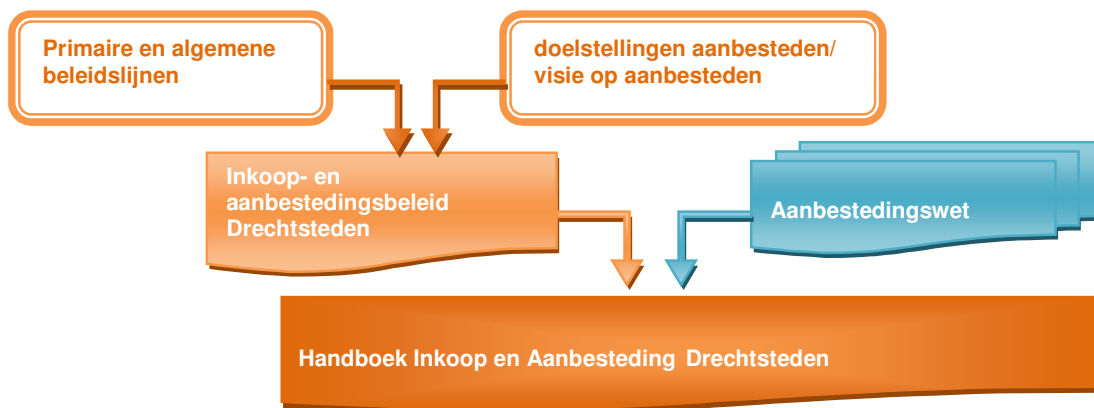 Primaire en algemene
beleidslijnen
doelstellingen aanbesteden/
visie op aanbesteden
Inkoop- en
aanbestedingsbeleid
Drechtsteden
Aanbestedingswet
Handboek Inkoop en Aanbesteding Drechtsteden